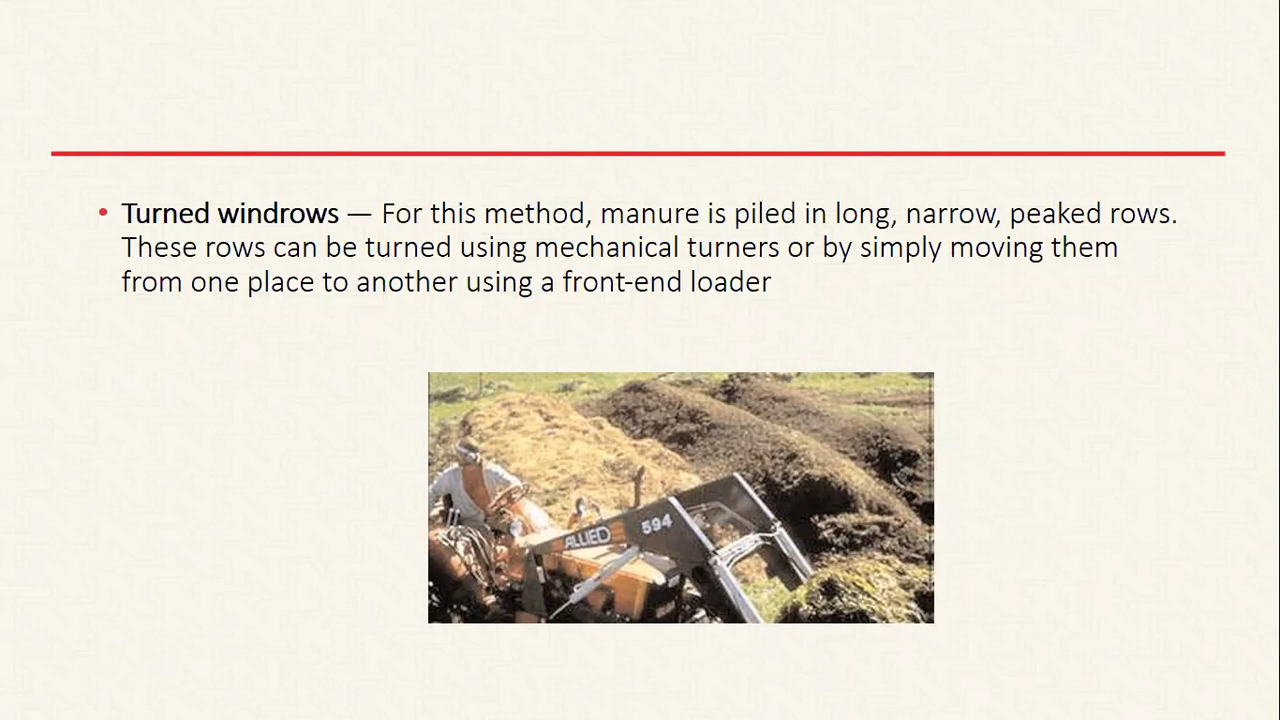 • Turned windrows — For this method, manure is piled in long, narrow, peaked rows.
These rows can be turned using mechanical turners or by simply moving them
from one place to another using a front-end loader
ALLIED
594